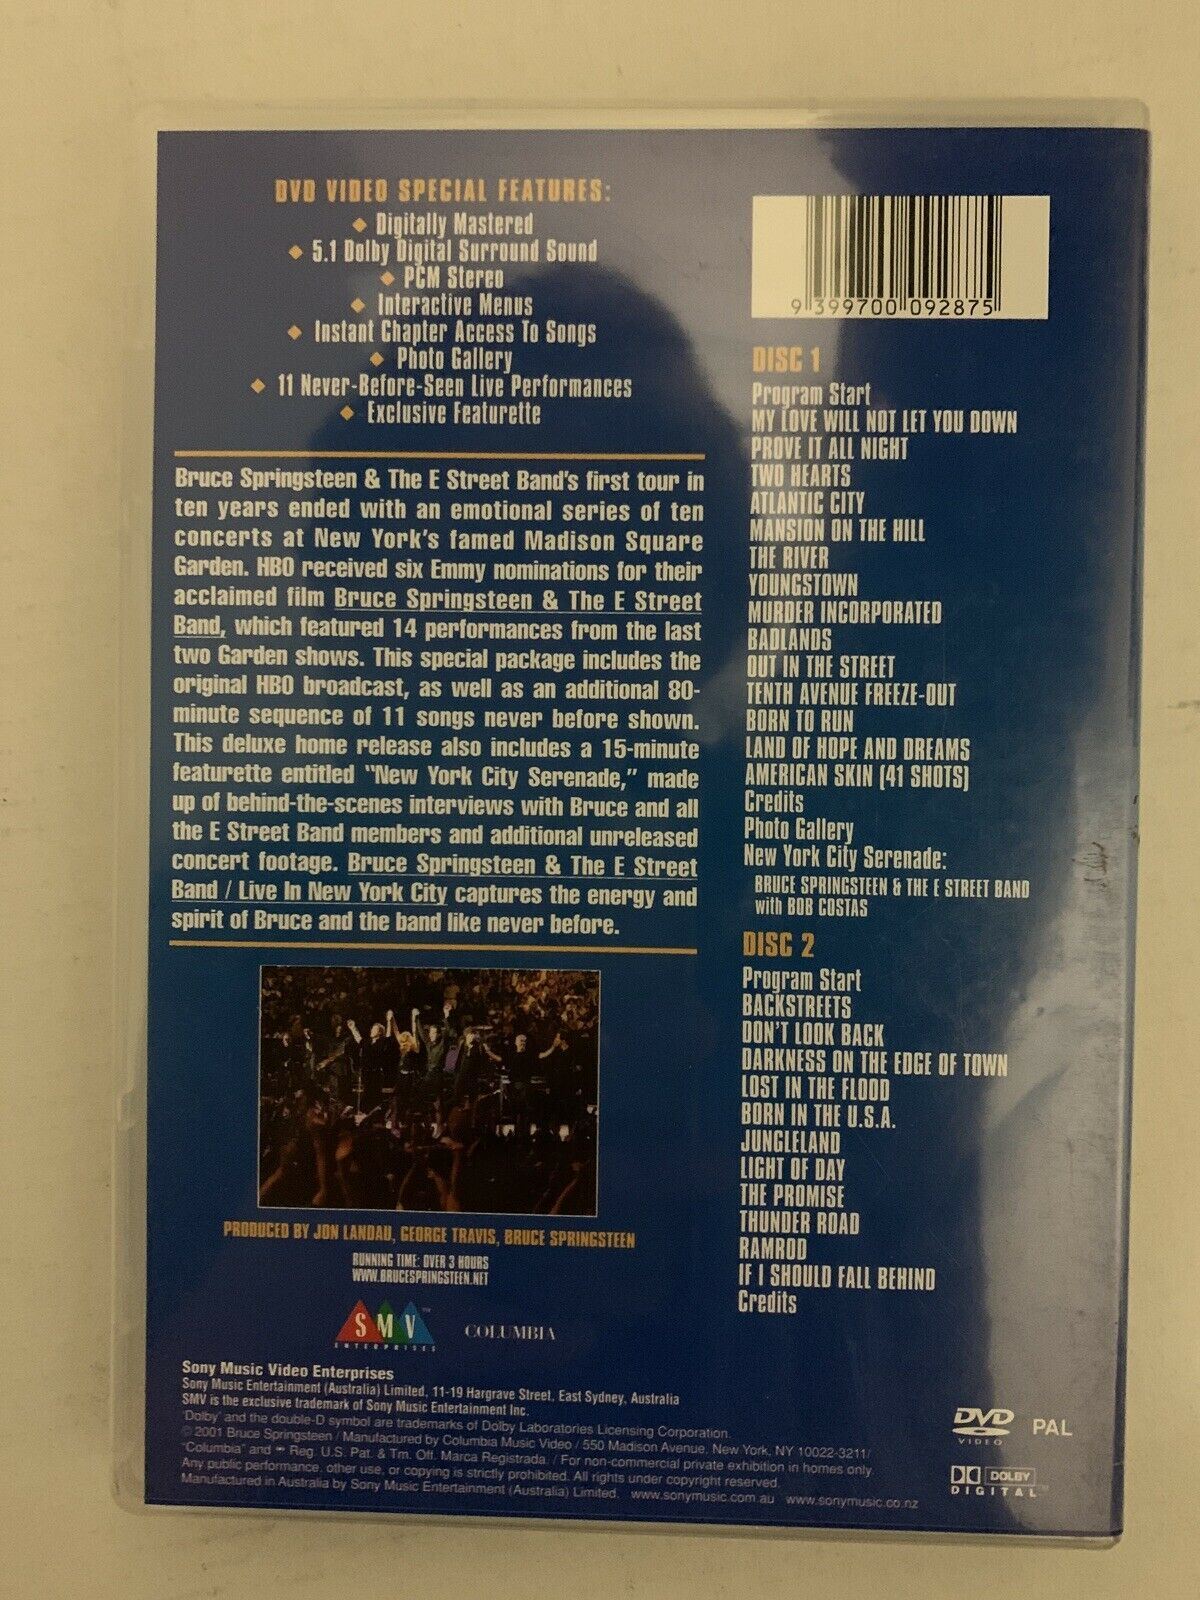 DVD VIDEO SPECIAL FEATURES:
Digitally Mastered
5.1 Dolby Digital Surround Sound
PCM Stereo
Interactive Menus
Instant Chapter Access To Songs
Photo Gallery
11 Never-Before-Seen Live Performances
Exclusive Featurette
Bruce Springsteen & The E Street Band's first tour in
ten years ended with an emotional series of ten
concerts at New York's famed Madison Square
Garden. HBO received six Emmy nominations for their
acclaimed film Bruce Springsteen & The E Street
Band, which featured 14 performances from the last
two Garden shows. This special package includes the
original HBO broadcast, as well as an additional 80-
minute sequence of 11 songs never before shown.
This deluxe home release also includes a 15-minute
featurette entitled "New York City Serenade," made
up of behind-the-scenes interviews with Bruce and all
the E Street Band members and additional unreleased
concert footage. Bruce Springsteen & The E Street
Band / Live In New York City captures the energy and
spirit of Bruce and the band like never before.
PRODUCED BY JON LANDAU, GEORGE TRAVIS, BRUCE SPRINGSTEEN
RUNNING TIME: OVER 3 HOURS
WWW.BRUCESPRINGSTEEN.NET
SMV™
ENTERPRISES
COLUMBIA
9 399700 092875
DISC 1
Program Start
MY LOVE WILL NOT LET YOU DOWN
PROVE IT ALL NIGHT
TWO HEARTS
ATLANTIC CITY
MANSION ON THE HILL
THE RIVER
YOUNGSTOWN
MURDER INCORPORATED
BADLANDS
OUT IN THE STREET
TENTH AVENUE FREEZE-OUT
BORN TO RUN
LAND OF HOPE AND DREAMS
AMERICAN SKIN (41 SHOTS)
Credits
Photo Gallery
New York City Serenade:
BRUCE SPRINGSTEEN & THE E STREET BAND
with BOB COSTAS
DISC 2
Program Start
BACKSTREETS
DON'T LOOK BACK
DARKNESS ON THE EDGE OF TOWN
LOST IN THE FLOOD
BORN IN THE U.S.A.
JUNGLELAND
LIGHT OF DAY
THE PROMISE
THUNDER ROAD
RAMROD
IF I SHOULD FALL BEHIND
Credits
Sony Music Video Enterprises
Sony Music Entertainment (Australia) Limited, 11-19 Hargrave Street, East Sydney, Australia
SMV is the exclusive trademark of Sony Music Entertainment Inc.
'Dolby' and the double-D symbol are trademarks of Dolby Laboratories Licensing Corporation.
© 2001 Bruce Springsteen / Manufactured by Columbia Music Video / 550 Madison Avenue, New York, NY 10022-3211/
"Columbia" and Reg. U.S. Pat. & Tm. Off. Marca Registrada. / For non-commercial private exhibition in homes only.
Any public performance, other use, or copying is strictly prohibited. All rights under copyright reserved.
Manufactured in Australia by Sony Music Entertainment (Australia) Limited. www.sonymusic.com.au www.sonymusic.co.nz
DVD
VIDEO
PAL
DOLBY
DIGITAL